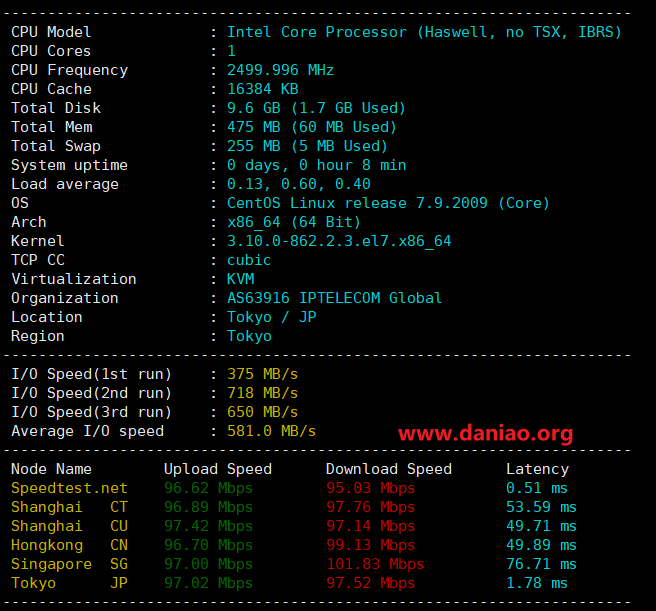 CPU Model : Intel Core Processor (Haswell, no TSX, IBRS)
CPU Cores : 1
CPU Frequency : 2499.996 MHz
CPU Cache : 16384 KB
Total Disk : 9.6 GB (1.7 GB Used)
Total Mem : 475 MB (60 MB Used)
Total Swap : 255 MB (5 MB Used)
System uptime : 0 days, 0 hour 8 min
Load average : 0.13, 0.60, 0.40
OS : CentOS Linux release 7.9.2009 (Core)
Arch : x86_64 (64 Bit)
Kernel : 3.10.0-862.2.3.el7.x86_64
TCP CC : cubic
Virtualization : KVM
Organization : AS63916 IPTELECOM Global
Location : Tokyo / JP
Region : Tokyo
I/O Speed(1st run) : 375 MB/s
I/O Speed(2nd run) : 718 MB/s
I/O Speed(3rd run) : 650 MB/s
Average I/O speed : 581.0 MB/s
www.daniao.org
Node Name Upload Speed Download Speed Latency
Speedtest.net 96.62 Mbps 95.03 Mbps 0.51 ms
Shanghai CT 96.89 Mbps 97.76 Mbps 53.59 ms
Shanghai CU 97.42 Mbps 97.14 Mbps 49.71 ms
Hongkong CN 96.70 Mbps 99.13 Mbps 49.89 ms
Singapore SG 97.00 Mbps 101.83 Mbps 76.71 ms
Tokyo JP 97.02 Mbps 97.52 Mbps 1.78 ms